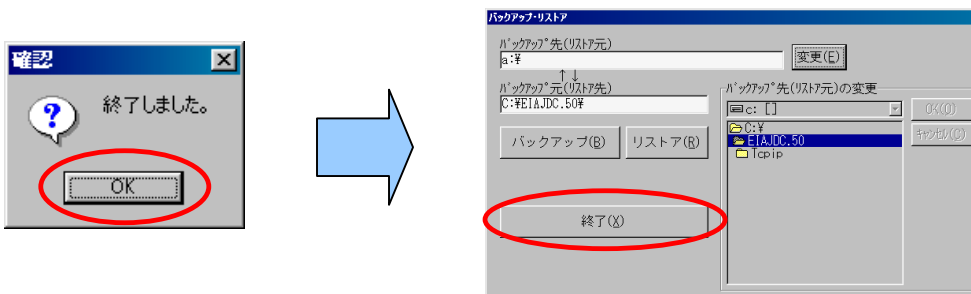 確認
終了しました。
OK
バックアップ・リストア
バックアップ先(リストア元)
a:¥
変更(E)
↑↓
バックアップ元(リストア先)
C:¥EIAJDC.50¥
バックアップ(B)
リストア(R)
終了(X)
バックアップ先(リストア元)の変更
c: []
OK(O)
キャンセル(C)
C:¥
EIAJDC.50
Tcpip